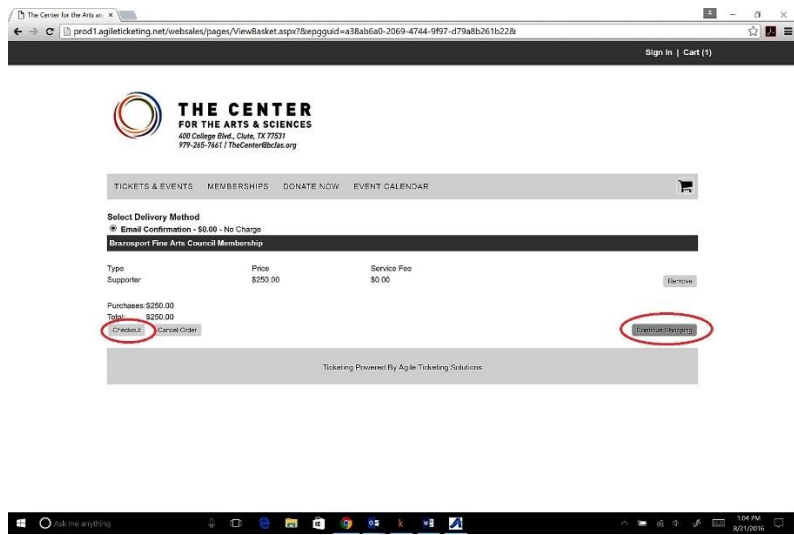 The Center for the Arts an
prod1.agileticketing.net/websales/pages/ViewBasket.aspx?&epgguid=a38ab6a0-2069-4744-9f97-d79a8b261b22&
Sign In | Cart (1)
THE CENTER
FOR THE ARTS & SCIENCES
400 College Blvd., Clute, TX 77531
979-265-7661 | TheCenter@bcfas.org
TICKETS & EVENTS MEMBERSHIPS DONATE NOW EVENT CALENDAR
Select Delivery Method
Email Confirmation - $0.00 - No Charge
Brazosport Fine Arts Council Membership
Type Price Service Fee
Supporter $250.00 $0.00 Remove
Purchases: $250.00
Total: $250.00
Checkout Cancel Order Continue Shopping
Ticketing Powered By Agile Ticketing Solutions
Ask me anything
1:04 PM
8/21/2016